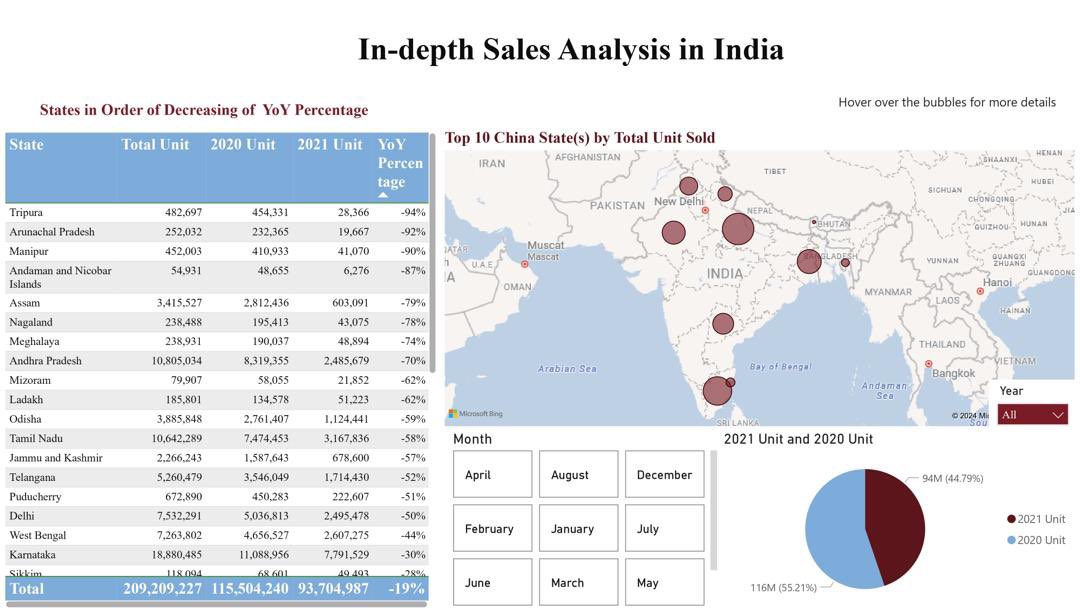 In-depth Sales Analysis in India
States in Order of Decreasing of YoY Percentage
Hover over the bubbles for more details
State Total Unit 2020 Unit 2021 Unit YoY
Percen
tage
Tripura 482,697 454,331 28,366 -94%
Arunachal Pradesh 252,032 232,365 19,667 -92%
Manipur 452,003 410,933 41,070 -90%
Andaman and Nicobar 54,931 48,655 6,276 -87%
Islands
Assam 3,415,527 2,812,436 603,091 -79%
Nagaland 238,488 195,413 43,075 -78%
Meghalaya 238,931 190,037 48,894 -74%
Andhra Pradesh 10,805,034 8,319,355 2,485,679 -70%
Mizoram 79,907 58,055 21,852 -62%
Ladakh 185,801 134,578 51,223 -62%
Odisha 3,885,848 2,761,407 1,124,441 -59%
Tamil Nadu 10,642,289 7,474,453 3,167,836 -58%
Jammu and Kashmir 2,266,243 1,587,643 678,600 -57%
Telangana 5,260,479 3,546,049 1,714,430 -52%
Puducherry 672,890 450,283 222,607 -51%
Delhi 7,532,291 5,036,813 2,495,478 -50%
West Bengal 7,263,802 4,656,527 2,607,275 -44%
Karnataka 18,880,485 11,088,956 7,791,529 -30%
Sikkim 118,094 68,601 49,493 -28%
Total 209,209,227 115,504,240 93,704,987 -19%
Top 10 China State(s) by Total Unit Sold
IRAN
AFGHANISTAN
TIBET
SHAANXI
HENAN
HUBEI
SICHUAN
CHONGQING
PAKISTAN
New Delhi
NEPAL
BHUTAN
GUIZHOU
HUNAN
QATAR
U.A.E.
Muscat
Muscat
OMAN
INDIA
BANGLADESH
YUNNAN
GUANGXI
ZHUANG
GUANGDONG
MYANMAR
LAOS
Hanoi
HAINAN
THAILAND
VIETNAM
Bangkok
Arabian Sea
Bay of Bengal
Andaman
Sea
SRI LANKA
Microsoft Bing
© 2024 Mic
Sou
Year
All
Month
April August December
February January July
June March May
2021 Unit and 2020 Unit
94M (44.79%)
116M (55.21%)
2021 Unit
2020 Unit